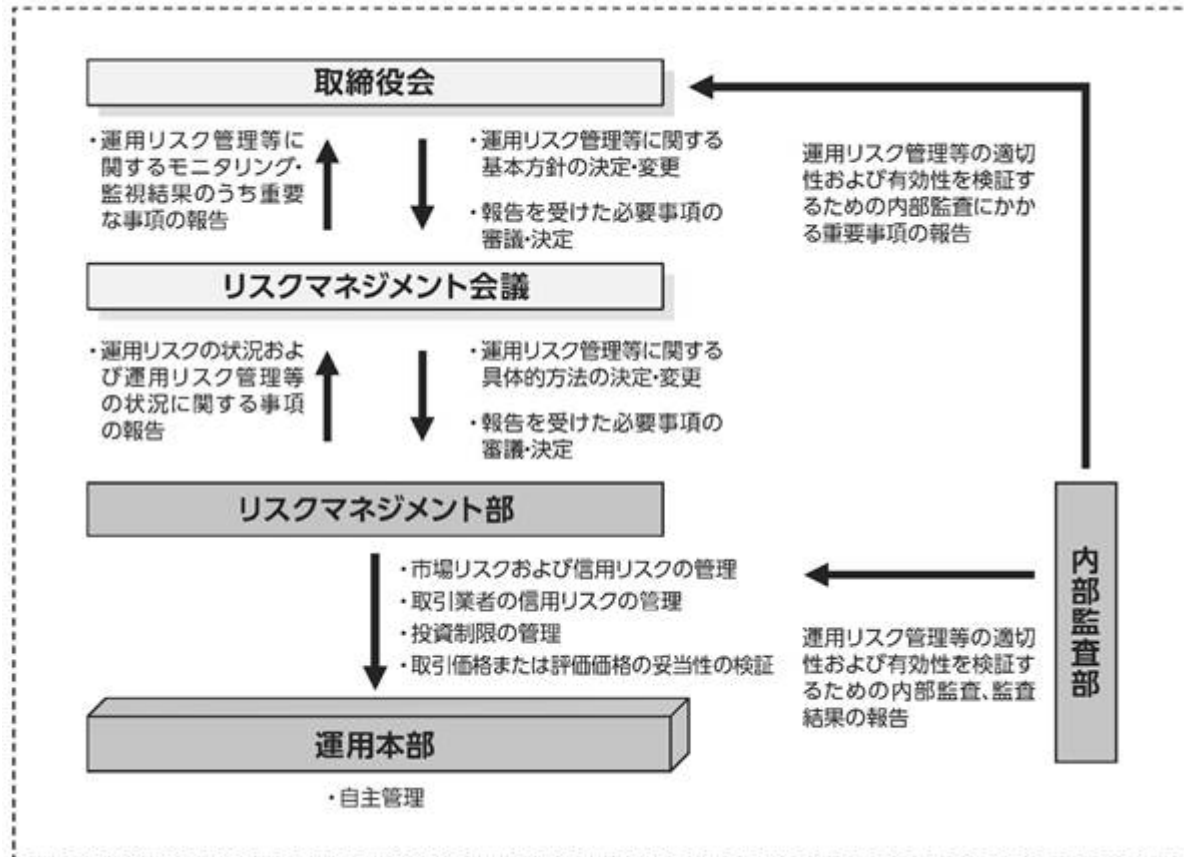 取締役会
・運用リスク管理等に
関するモニタリング・
監視結果のうち重要
な事項の報告
・運用リスク管理等に関する
基本方針の決定・変更
・報告を受けた必要事項の
審議・決定
運用リスク管理等の適切
性および有効性を検証す
るための内部監査にかか
る重要事項の報告
リスクマネジメント会議
・運用リスクの状況およ
び運用リスク管理等
の状況に関する事項
の報告
・運用リスク管理等に関する
具体的方法の決定・変更
・報告を受けた必要事項の
審議・決定
リスクマネジメント部
・市場リスクおよび信用リスクの管理
・取引業者の信用リスクの管理
・投資制限の管理
・取引価格または評価価格の妥当性の検証
内部監査部
運用リスク管理等の適切
性および有効性を検証す
るための内部監査、監査
結果の報告
運用本部
・自主管理